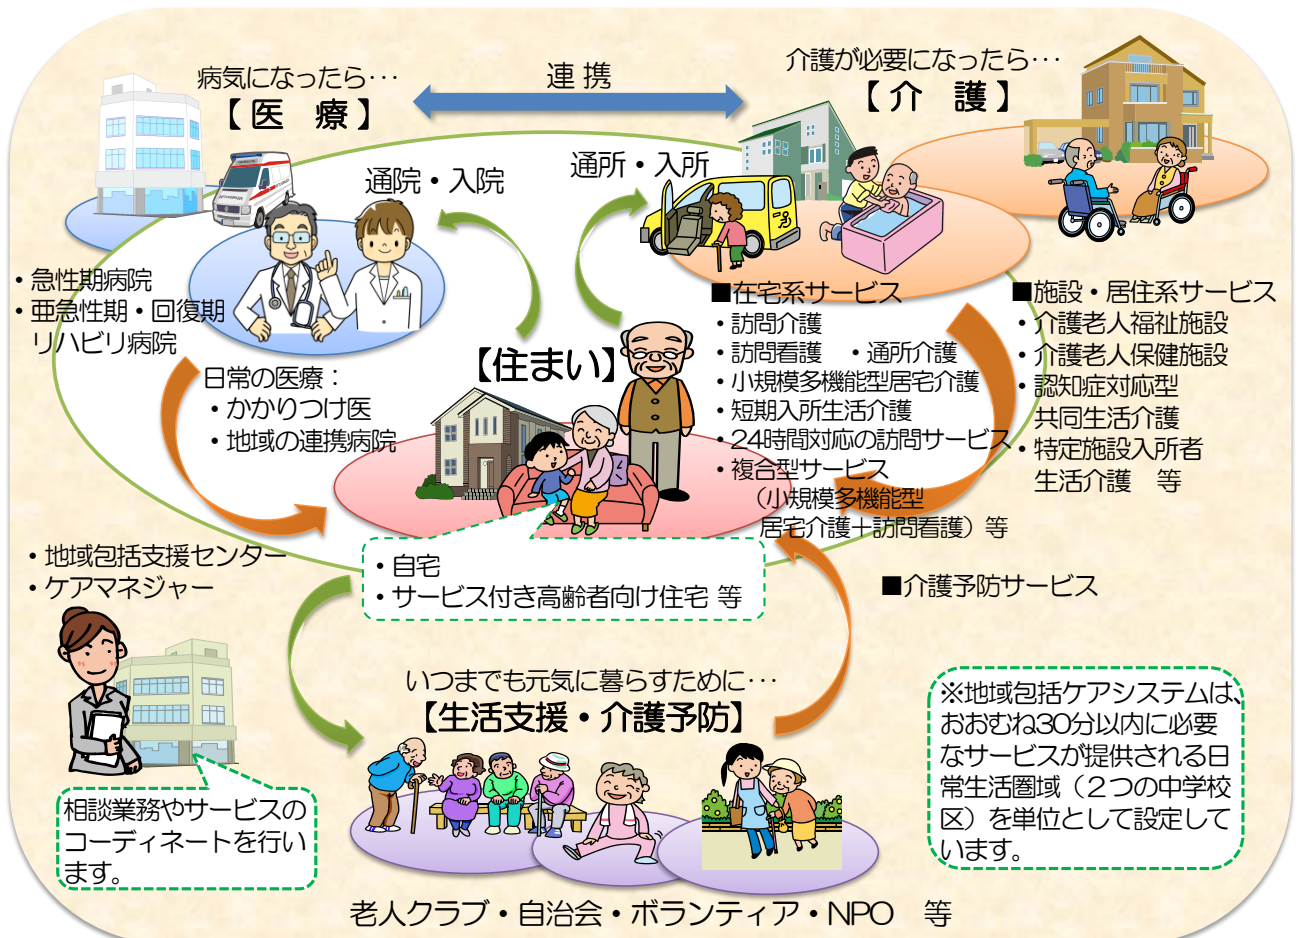 病気になったら･･･
【医　療】
連 携
介護が必要になったら･･･
【介　護】
通院・入院
通所・入所
・急性期病院
・亜急性期・回復期
リハビリ病院
日常の医療：
・かかりつけ医
・地域の連携病院
【住まい】
・自宅
・サービス付き高齢者向け住宅 等
■在宅系サービス
・訪問介護
・訪問看護　・通所介護
・小規模多機能型居宅介護
・短期入所生活介護
・24時間対応の訪問サービス
・複合型サービス
（小規模多機能型
居宅介護＋訪問看護）等
■施設・居住系サービス
・介護老人福祉施設
・介護老人保健施設
・認知症対応型
共同生活介護
・特定施設入所者
生活介護　等
■介護予防サービス
・地域包括支援センター
・ケアマネジャー
相談業務やサービスの
コーディネートを行い
ます。
いつまでも元気に暮らすために･･･
【生活支援・介護予防】
老人クラブ・自治会・ボランティア・NPO　等
※地域包括ケアシステムは、
おおむね30分以内に必要
なサービスが提供される日
常生活圏域（２つの中学校
区）を単位として設定して
います。